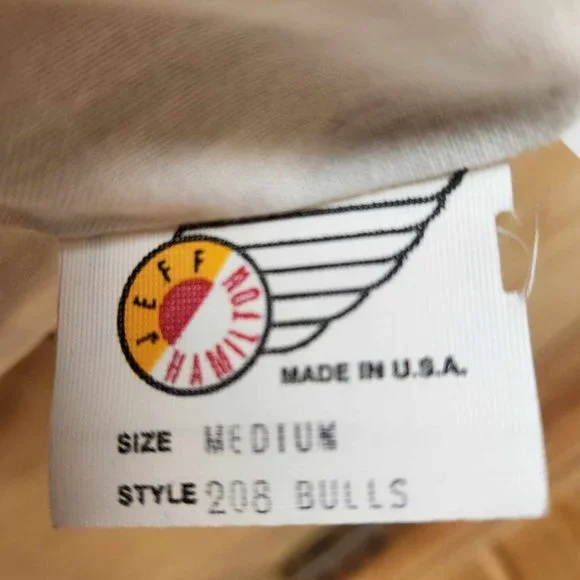 JEFF HAMILTON
MADE IN U.S.A.
SIZE MEDIUM
STYLE 208 BULLS